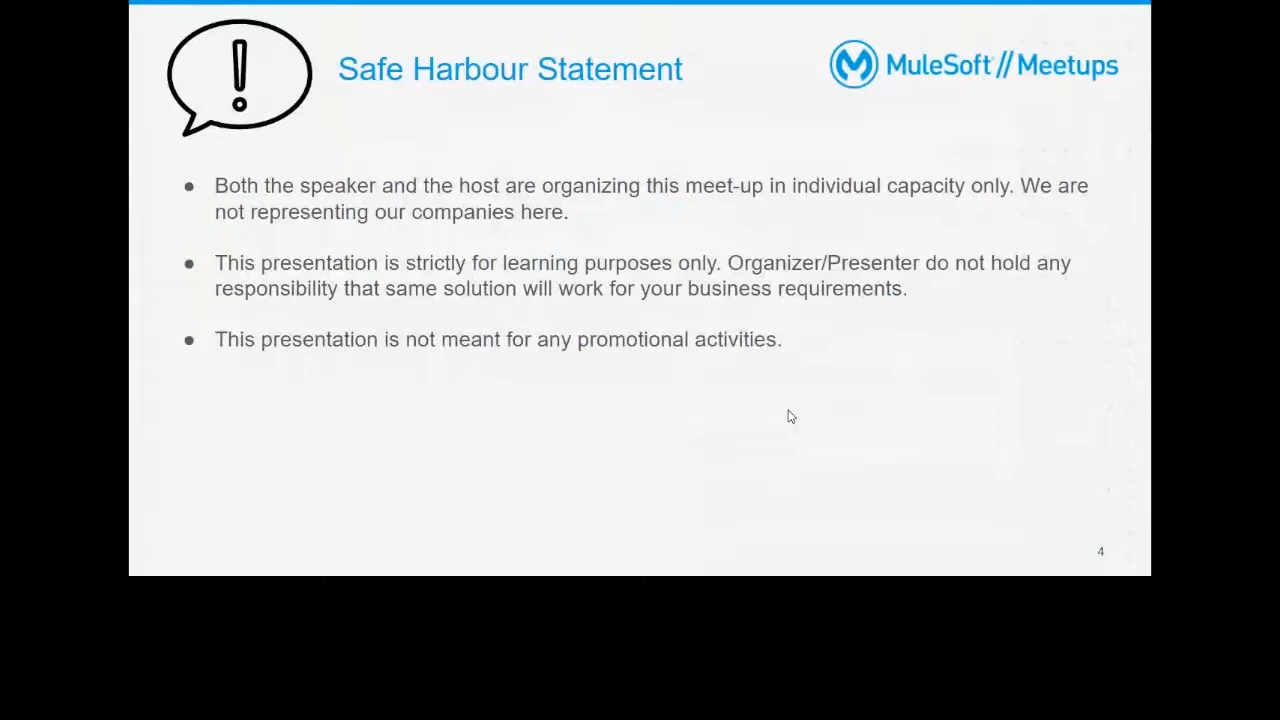 Safe Harbour Statement
MuleSoft // Meetups
● Both the speaker and the host are organizing this meet-up in individual capacity only. We are
not representing our companies here.
● This presentation is strictly for learning purposes only. Organizer/Presenter do not hold any
responsibility that same solution will work for your business requirements.
● This presentation is not meant for any promotional activities.
4